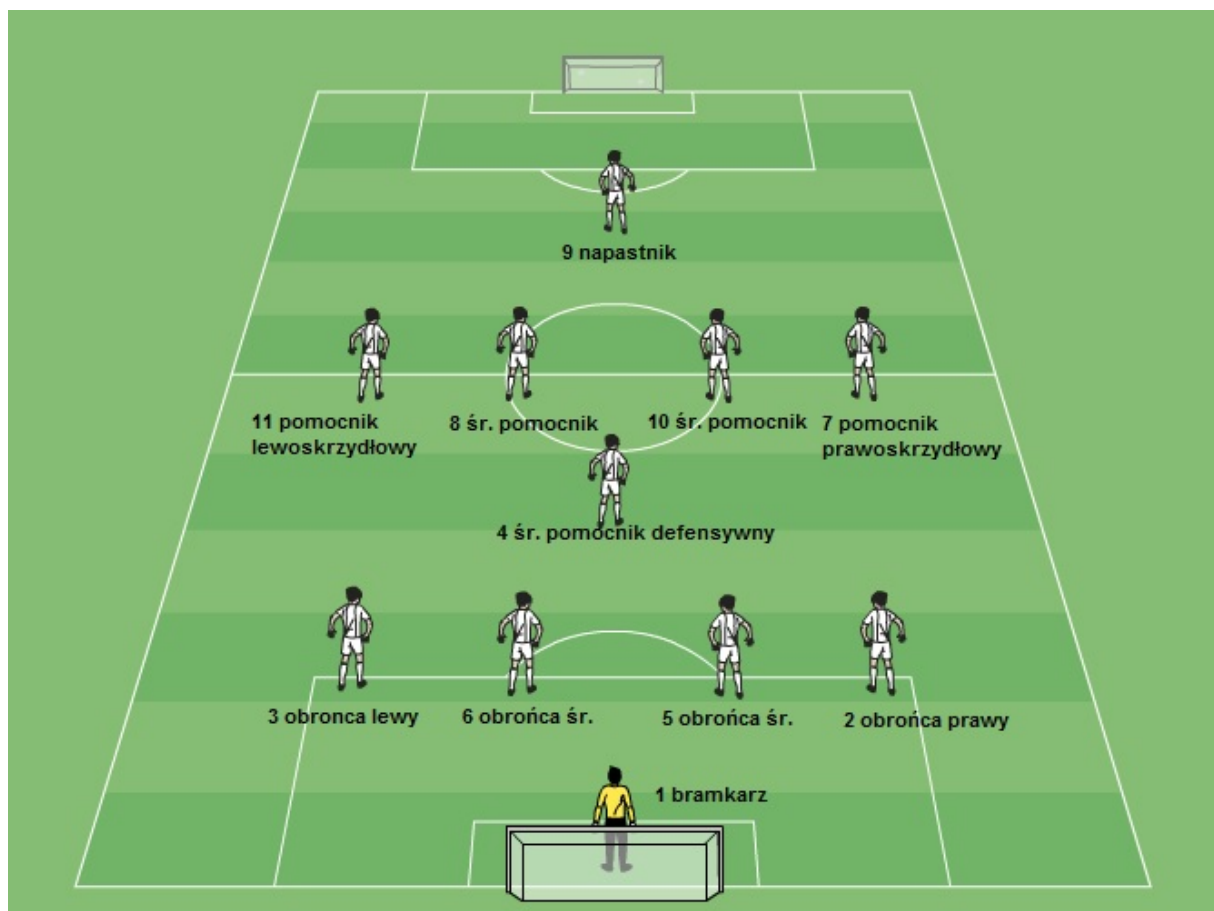 9 napastnik
11 pomocnik
lewoskrzydłowy
8 śr. pomocnik
10 śr. pomocnik
7 pomocnik
prawoskrzydłowy
4 śr. pomocnik defensywny
3 obronca lewy
6 obrońca śr.
5 obrońca śr.
2 obrońca prawy
1 bramkarz